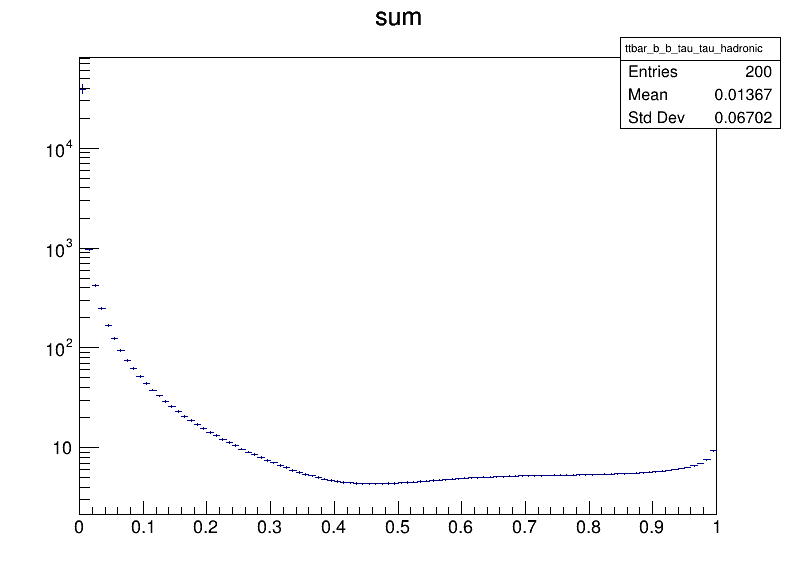 sum
ttbar_b_b_tau_tau_hadronic
Entries 200
Mean 0.01367
Std Dev 0.06702
10^4
10^3
10^2
10
0 0.1 0.2 0.3 0.4 0.5 0.6 0.7 0.8 0.9 1